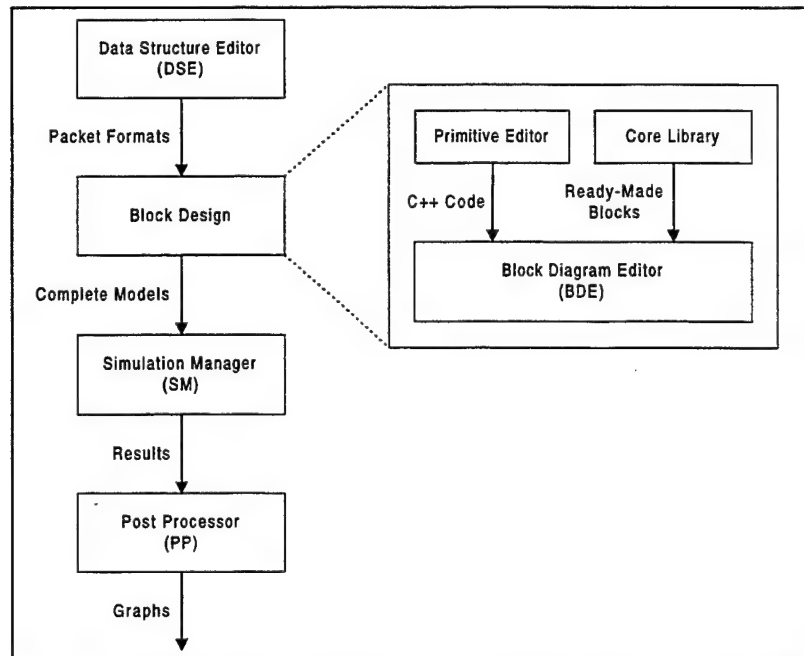 Data Structure Editor
(DSE)
Packet Formats
Block Design
Complete Models
Simulation Manager
(SM)
Results
Post Processor
(PP)
Graphs
Primitive Editor
Core Library
C++ Code
Ready-Made
Blocks
Block Diagram Editor
(BDE)